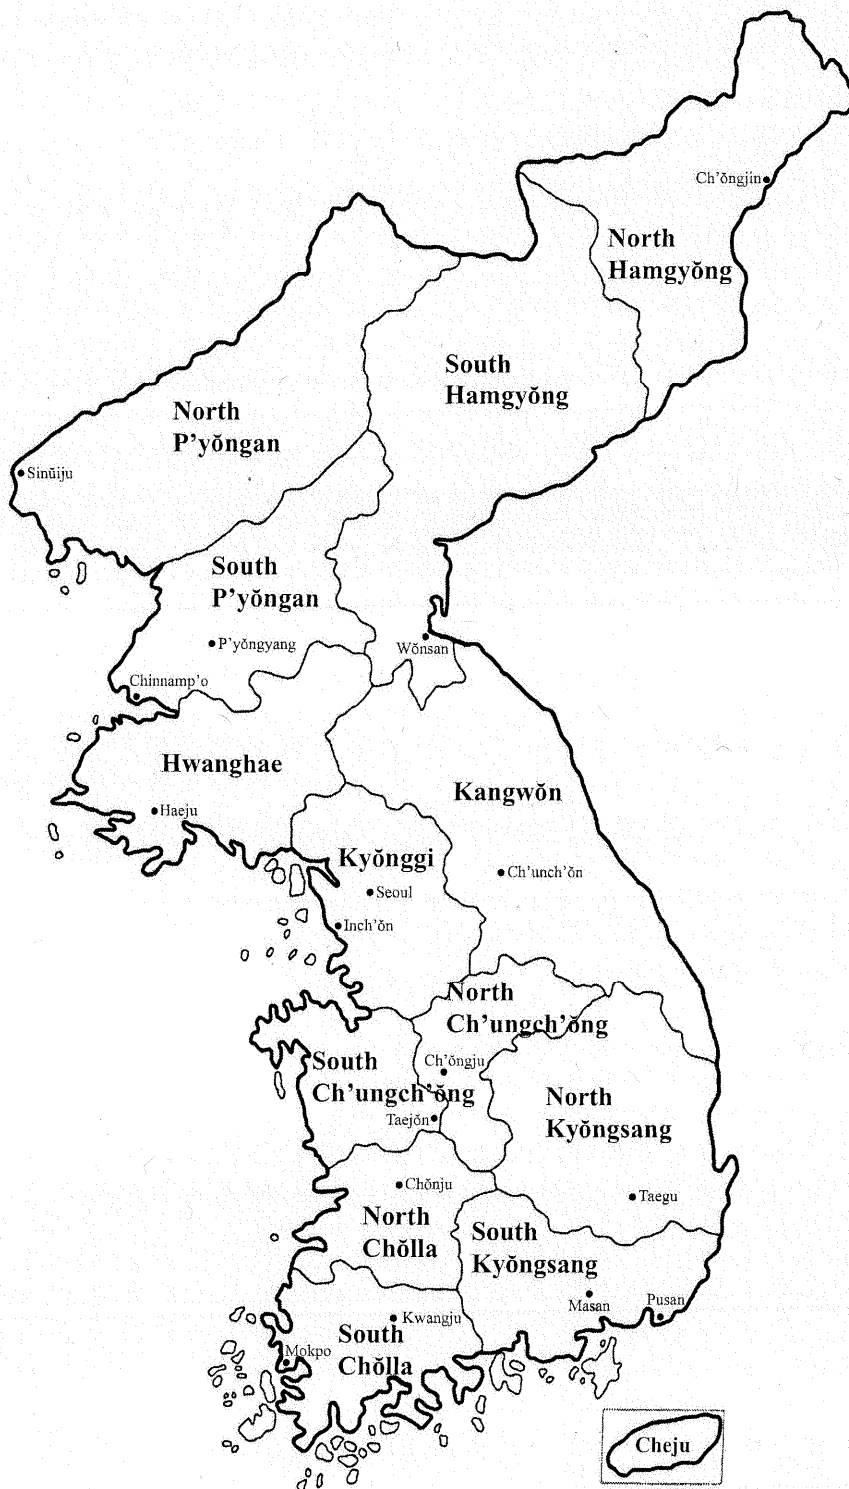 Ch'ŏngjin
North
Hamgyŏng
South
Hamgyŏng
North
P'yŏngan
Sinŭiju
South
P'yŏngan
P'yŏngyang
Wŏnsan
Chinnamp'o
Hwanghae
Kangwŏn
Haeju
Kyŏnggi
Ch'unch'ŏn
Seoul
Inch'ŏn
North
Ch'ungch'ŏng
South
Ch'ungch'ŏng
Ch'ŏngju
Taejŏn
North
Kyŏngsang
Chŏnju
Taegu
North
Chŏlla
South
Kyŏngsang
Masan
Pusan
Kwangju
South
Chŏlla
Mokpo
Cheju